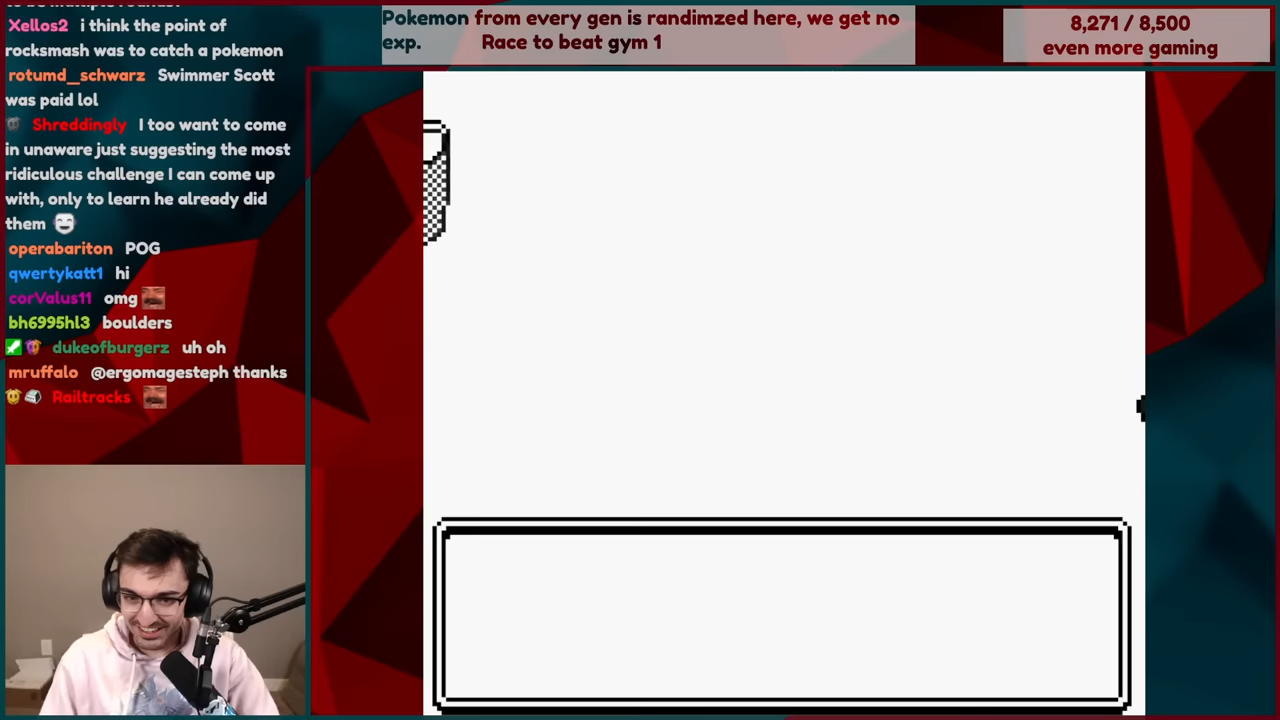 Xellos2 i think the point of
rocksmash was to catch a pokemon
rotumd_schwarz Swimmer Scott
was paid lol
Shreddingly I too want to come
in unaware just suggesting the most
ridiculous challenge I can come up
with, only to learn he already did
them
operabariton POG
qwertykatt1 hi
corValus11 omg
bh6995hl3 boulders
dukeofburgerz uh oh
mruffalo @ergomagesteph thanks
Railtracks
Pokemon from every gen is randimzed here, we get no
exp. Race to beat gym 1
8,271 / 8,500
even more gaming